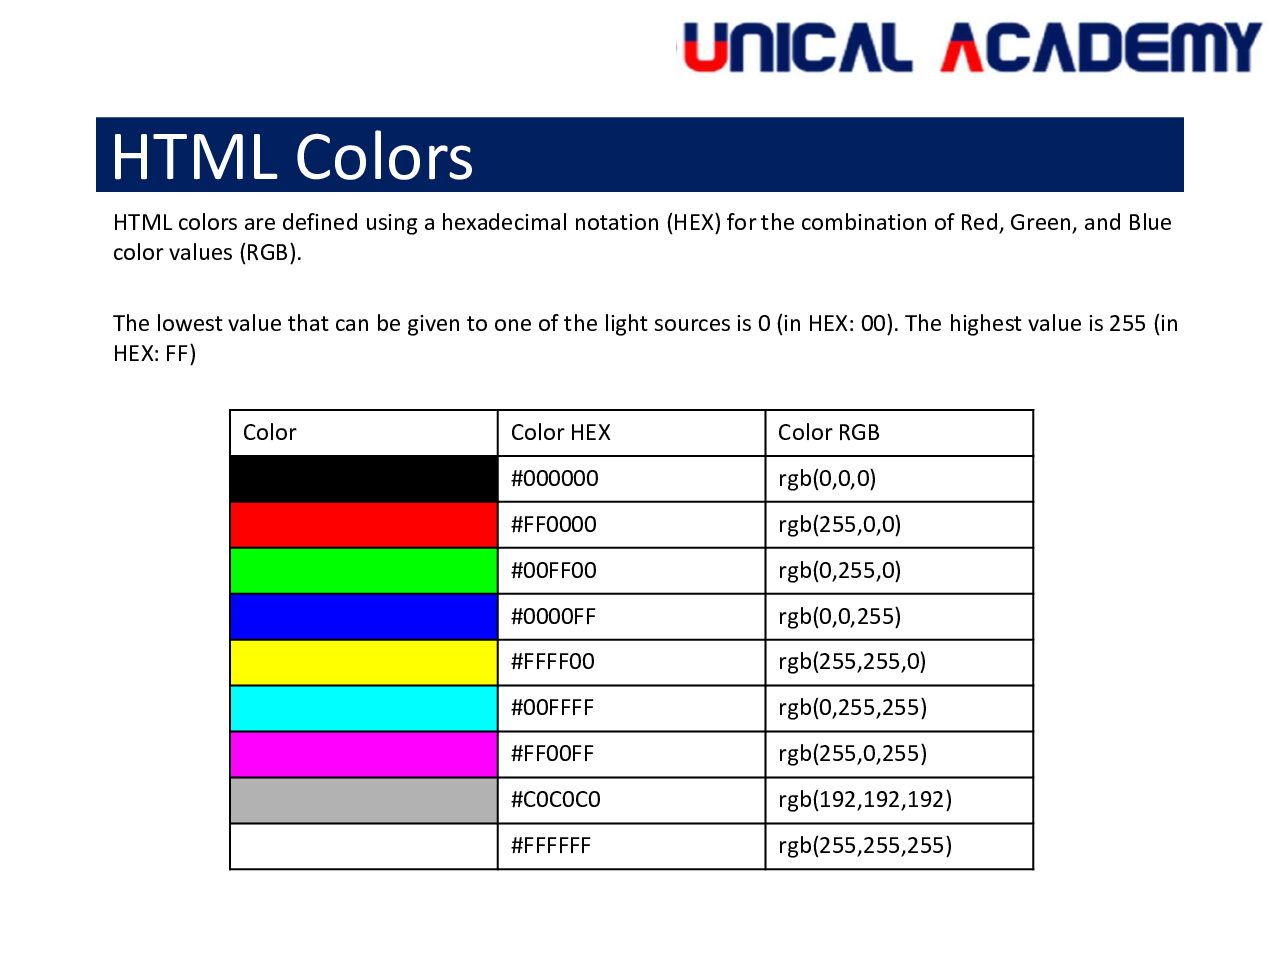 UNICAL ACADEMY
HTML Colors
HTML colors are defined using a hexadecimal notation (HEX) for the combination of Red, Green, and Blue
color values (RGB).
The lowest value that can be given to one of the light sources is 0 (in HEX: 00). The highest value is 255 (in
HEX: FF)
Color Color HEX Color RGB
#000000 rgb(0,0,0)
#FF0000 rgb(255,0,0)
#00FF00 rgb(0,255,0)
#0000FF rgb(0,0,255)
#FFFF00 rgb(255,255,0)
#00FFFF rgb(0,255,255)
#FF00FF rgb(255,0,255)
#C0C0C0 rgb(192,192,192)
#FFFFFF rgb(255,255,255)